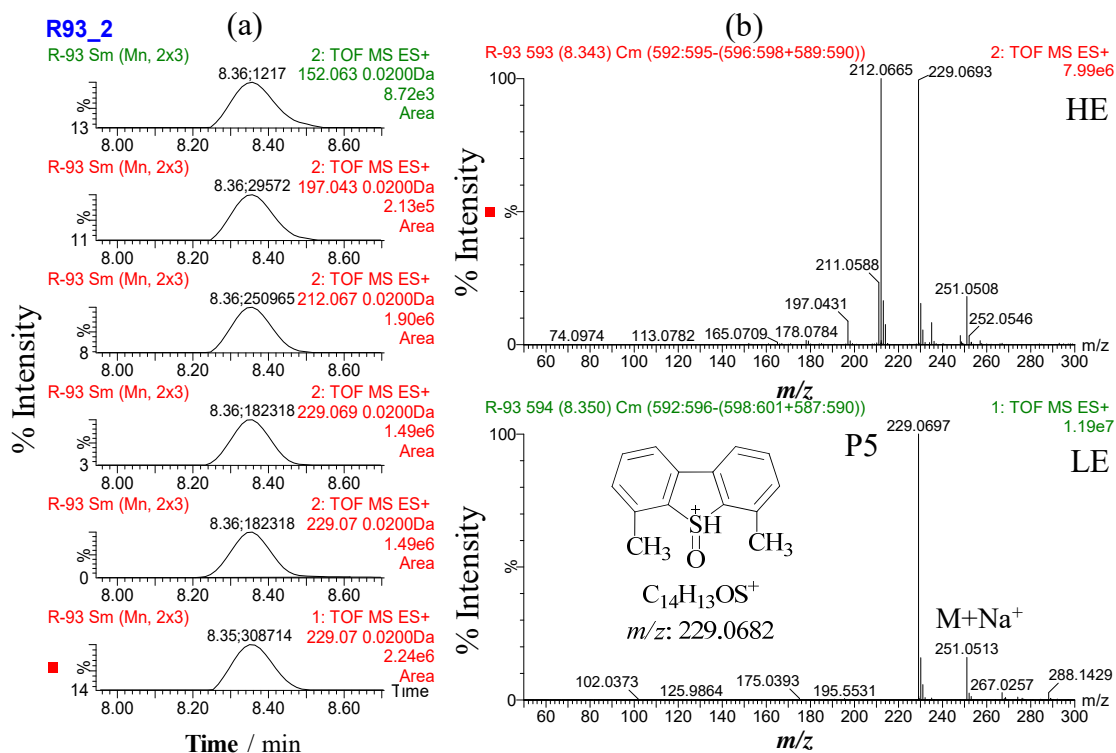 R93_2
(a)
R-93 Sm (Mn, 2x3)
2: TOF MS ES+
152.063 0.0200Da
8.72e3
Area
8.36;1217
%
13
8.00 8.20 8.40 8.60
R-93 Sm (Mn, 2x3)
2: TOF MS ES+
197.043 0.0200Da
2.13e5
Area
8.36;29572
%
11
8.00 8.20 8.40 8.60
R-93 Sm (Mn, 2x3)
2: TOF MS ES+
212.067 0.0200Da
1.90e6
Area
8.36;250965
%
8
8.00 8.20 8.40 8.60
R-93 Sm (Mn, 2x3)
2: TOF MS ES+
229.069 0.0200Da
1.49e6
Area
8.36;182318
%
3
8.00 8.20 8.40 8.60
R-93 Sm (Mn, 2x3)
2: TOF MS ES+
229.07 0.0200Da
1.49e6
Area
8.36;182318
%
0
8.00 8.20 8.40 8.60
R-93 Sm (Mn, 2x3)
1: TOF MS ES+
229.07 0.0200Da
2.24e6
Area
8.35;308714
%
14
Time
8.00 8.20 8.40 8.60
% Intensity
Time / min
(b)
R-93 593 (8.343) Cm (592:595-(596:598+589:590))
2: TOF MS ES+
7.99e6
HE
100
%
0
% Intensity
212.0665
229.0693
211.0588
251.0508
197.0431
252.0546
74.0974
113.0782
165.0709
178.0784
m/z
60 80 100 120 140 160 180 200 220 240 260 280 300
m/z
R-93 594 (8.350) Cm (592:596-(598:601+587:590))
1: TOF MS ES+
1.19e7
229.0697
P5
LE
100
%
0
% Intensity
+
SH
CH3
CH3
O
C14H13OS+
m/z: 229.0682
M+Na+
251.0513
288.1429
102.0373
125.9864
175.0393
195.5531
267.0257
m/z
60 80 100 120 140 160 180 200 220 240 260 280 300
m/z